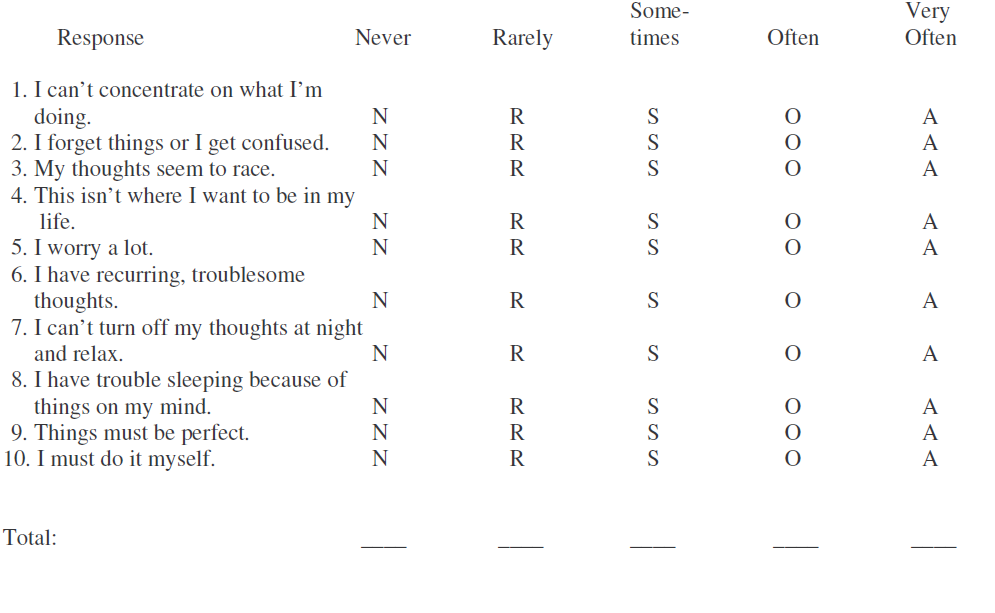 Some- Very
Response Never Rarely times Often Often
1. I can’t concentrate on what I’m
doing. N R S O A
2. I forget things or I get confused. N R S O A
3. My thoughts seem to race. N R S O A
4. This isn’t where I want to be in my
life. N R S O A
5. I worry a lot. N R S O A
6. I have recurring, troublesome
thoughts. N R S O A
7. I can’t turn off my thoughts at night
and relax. N R S O A
8. I have trouble sleeping because of
things on my mind. N R S O A
9. Things must be perfect. N R S O A
10. I must do it myself. N R S O A
Total: ____ ____ ____ ____ ____